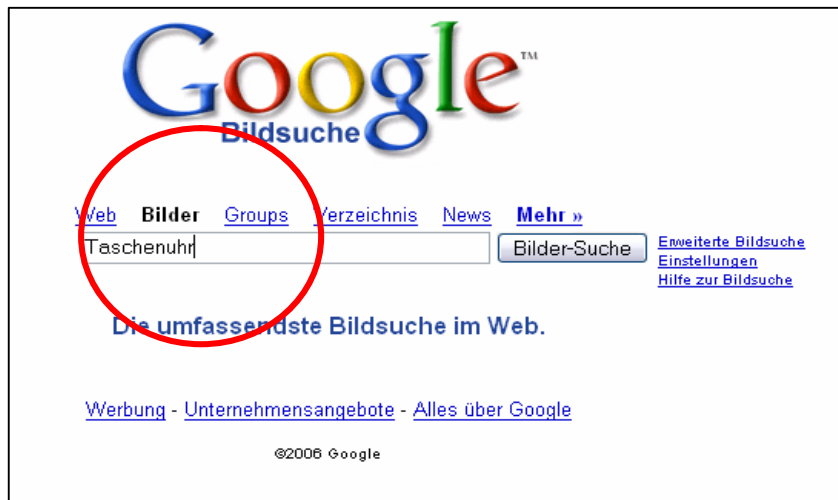 Google™
Bildsuche
Web Bilder Groups Verzeichnis News Mehr »
Taschenuhr Bilder-Suche
Erweiterte Bildsuche
Einstellungen
Hilfe zur Bildsuche
Die umfassendste Bildsuche im Web.
Werbung - Unternehmensangebote - Alles über Google
©2006 Google